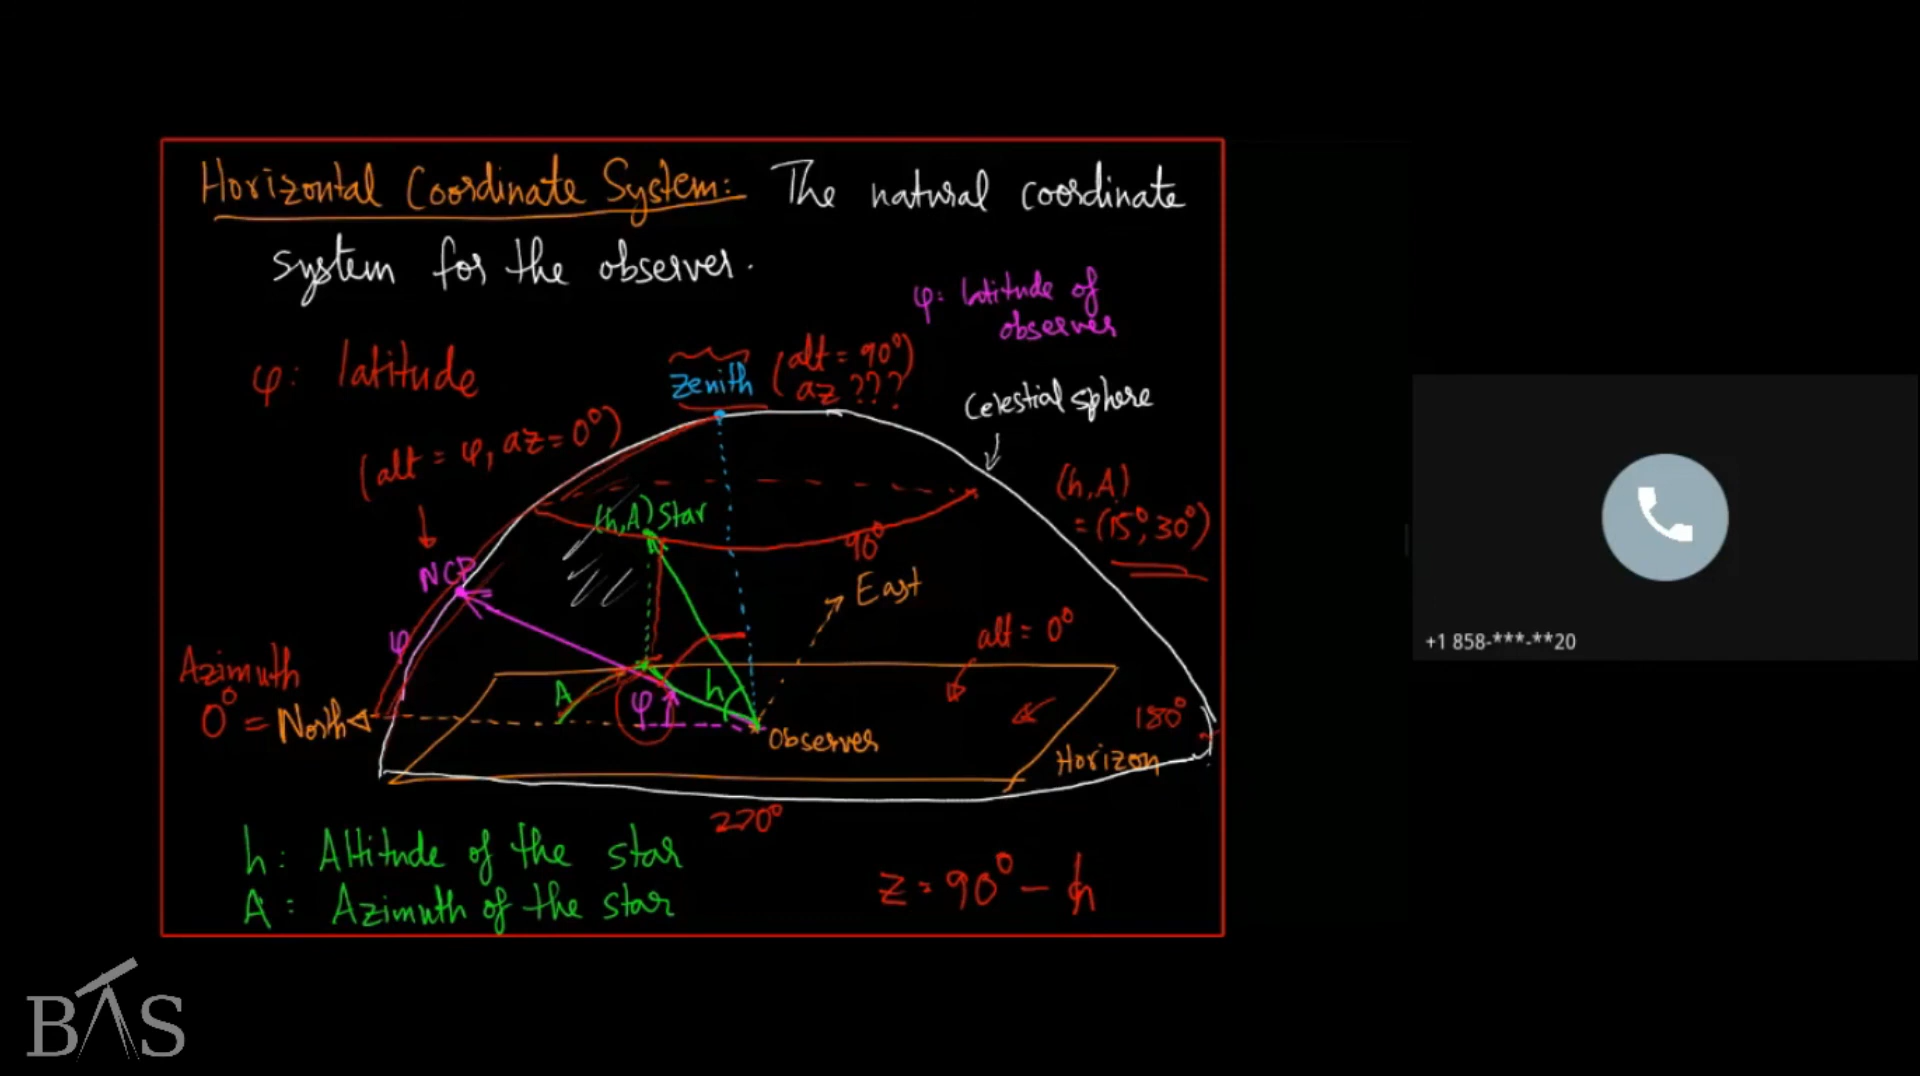 Horizontal Coordinate System: The natural coordinate
system for the observer.
φ: latitude of
observer
φ: latitude
zenith
(alt = 90°)
az ???
Celestial sphere
(alt = φ, az = 0°)
(h,A)
= (15°, 30°)
(h,A) Star
90°
NCP
East
φ
alt = 0°
Azimuth
0° = North
A
φ
h
Observer
180°
Horizon
270°
h: Altitude of the star
A: Azimuth of the star
z = 90° - h
+1 858-***-**20
BAS